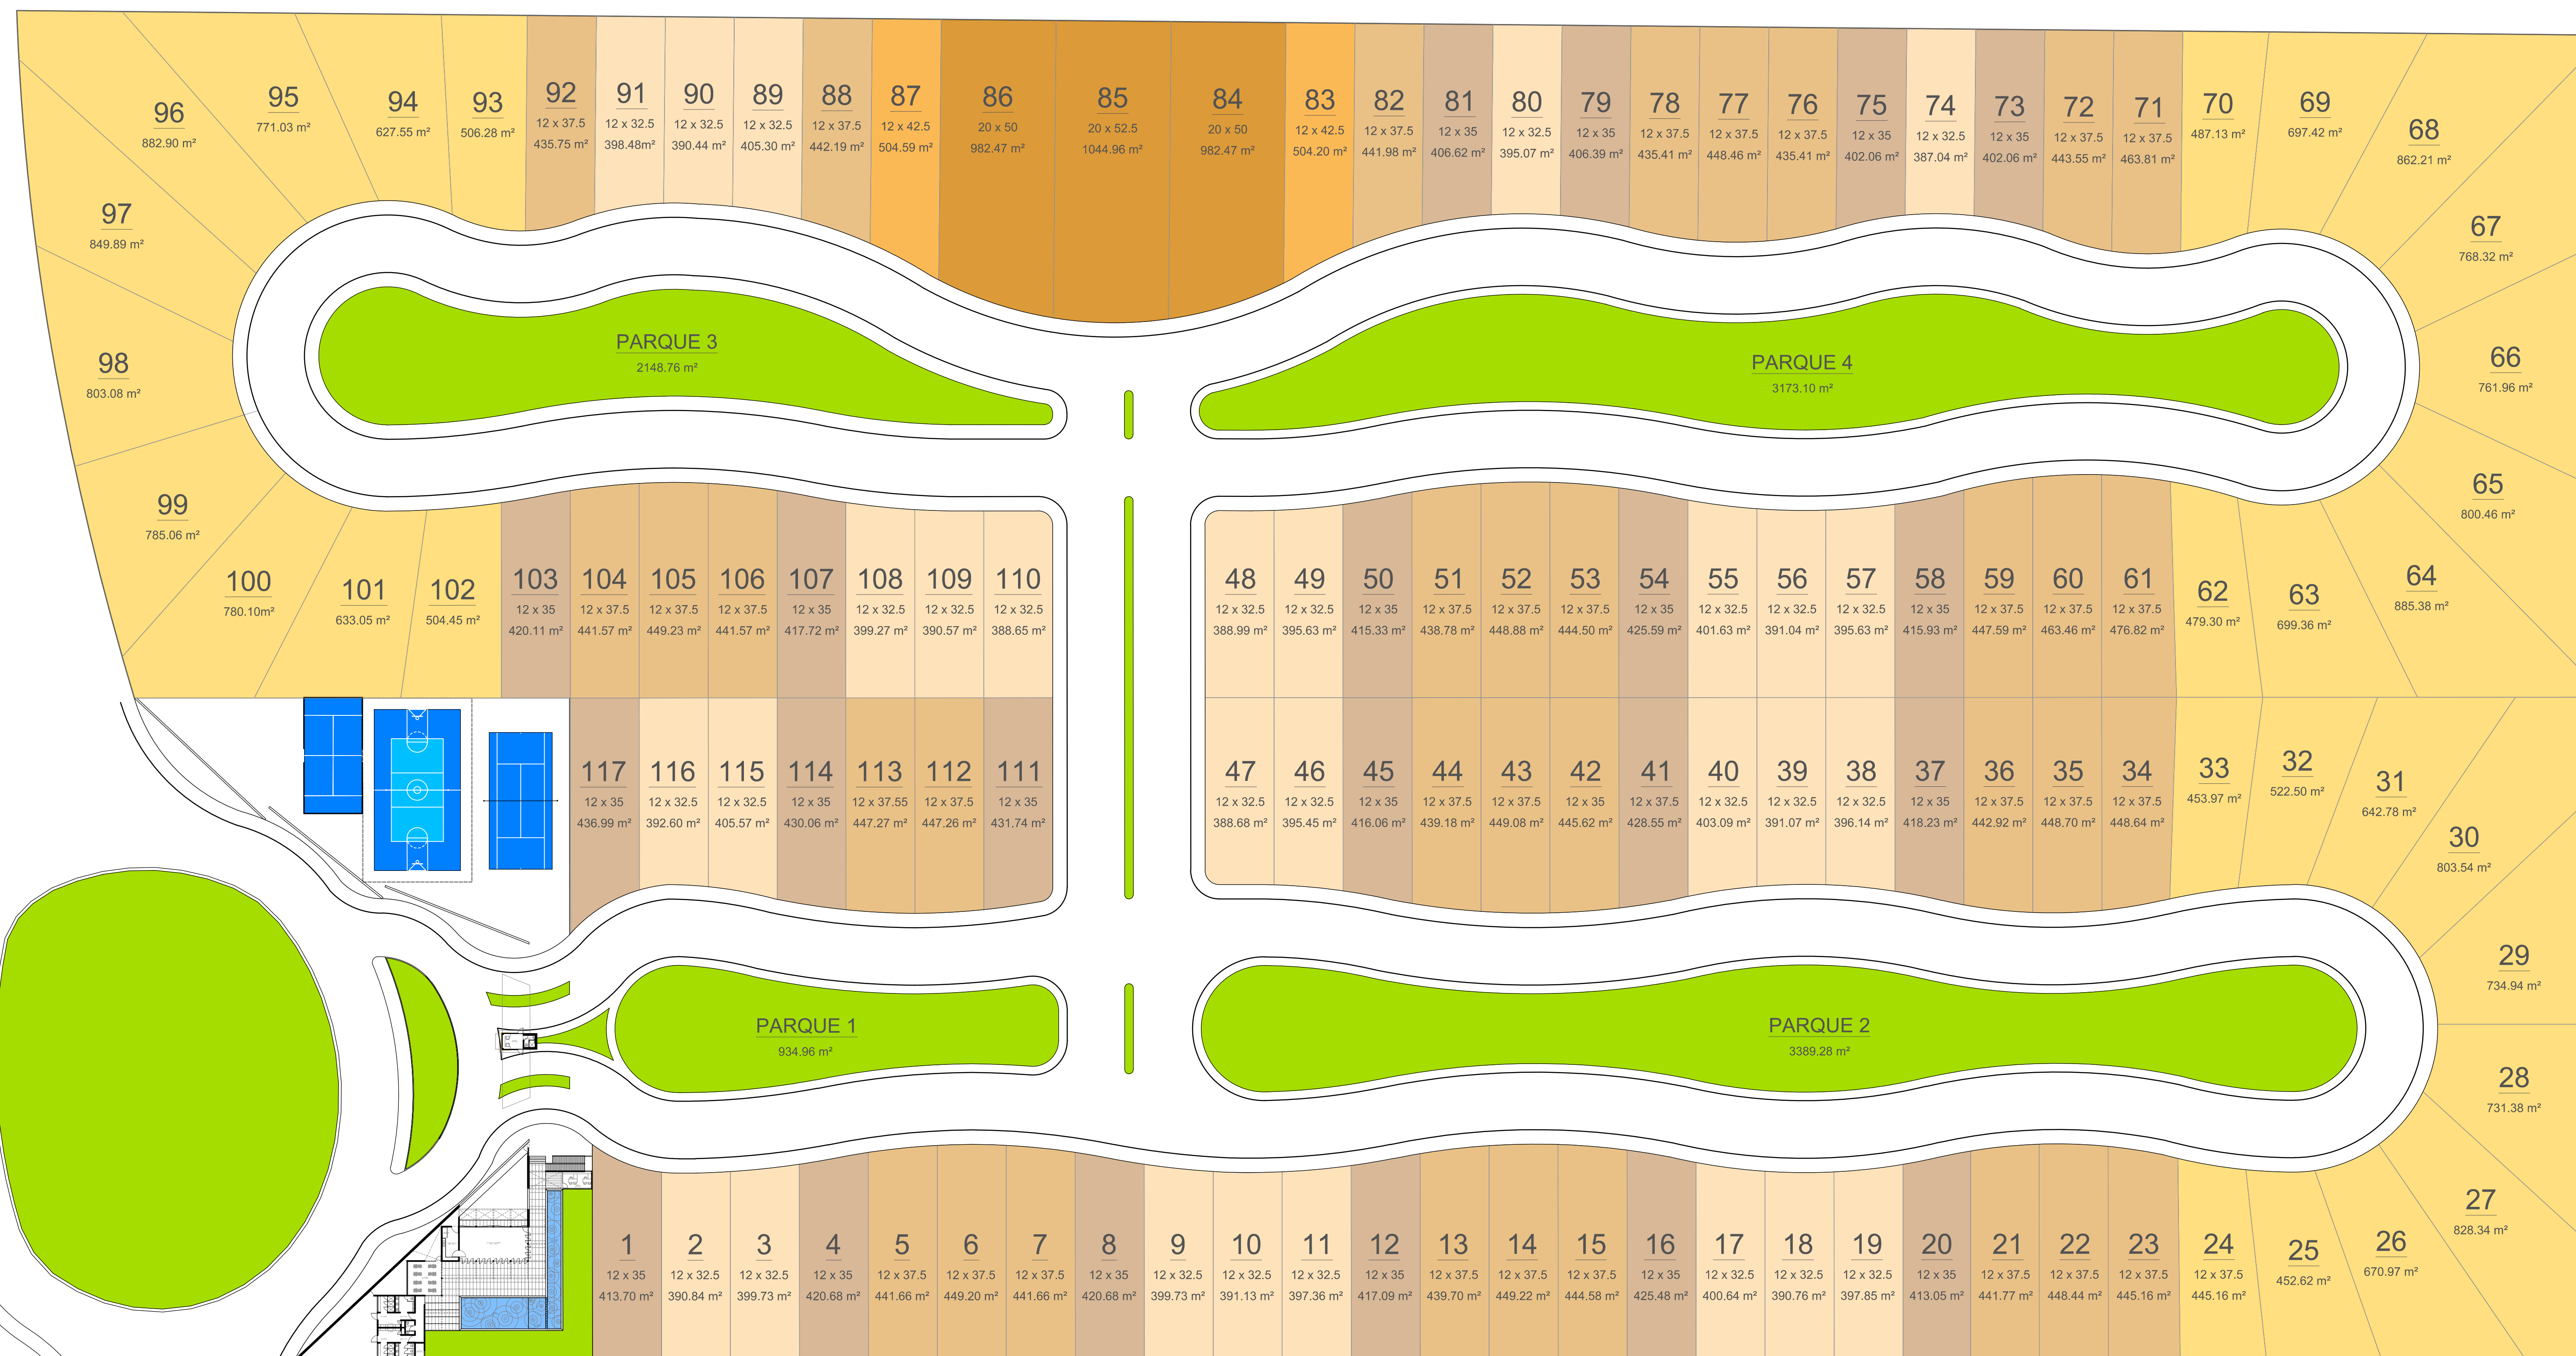 96
882.90 m²
95
771.03 m²
94
627.55 m²
93
506.28 m²
92
12 x 37.5
435.75 m²
91
12 x 32.5
398.48m²
90
12 x 32.5
390.44 m²
89
12 x 32.5
405.30 m²
88
12 x 37.5
442.19 m²
87
12 x 42.5
504.59 m²
86
20 x 50
982.47 m²
85
20 x 52.5
1044.96 m²
84
20 x 50
982.47 m²
83
12 x 42.5
504.20 m²
82
12 x 37.5
441.98 m²
81
12 x 35
406.62 m²
80
12 x 32.5
395.07 m²
79
12 x 35
406.39 m²
78
12 x 37.5
435.41 m²
77
12 x 37.5
448.46 m²
76
12 x 37.5
435.41 m²
75
12 x 35
402.06 m²
74
12 x 32.5
387.04 m²
73
12 x 35
402.06 m²
72
12 x 37.5
443.55 m²
71
12 x 37.5
463.81 m²
70
487.13 m²
69
697.42 m²
68
862.21 m²
97
849.89 m²
67
768.32 m²
98
803.08 m²
PARQUE 3
2148.76 m²
PARQUE 4
3173.10 m²
66
761.96 m²
99
785.06 m²
65
800.46 m²
100
780.10m²
101
633.05 m²
102
504.45 m²
103
12 x 35
420.11 m²
104
12 x 37.5
441.57 m²
105
12 x 37.5
449.23 m²
106
12 x 37.5
441.57 m²
107
12 x 35
417.72 m²
108
12 x 32.5
399.27 m²
109
12 x 32.5
390.57 m²
110
12 x 32.5
388.65 m²
48
12 x 32.5
388.99 m²
49
12 x 32.5
395.63 m²
50
12 x 35
415.33 m²
51
12 x 37.5
438.78 m²
52
12 x 37.5
448.88 m²
53
12 x 37.5
444.50 m²
54
12 x 35
425.59 m²
55
12 x 32.5
401.63 m²
56
12 x 32.5
391.04 m²
57
12 x 32.5
395.63 m²
58
12 x 35
415.93 m²
59
12 x 37.5
447.59 m²
60
12 x 37.5
463.46 m²
61
12 x 37.5
476.82 m²
62
479.30 m²
63
699.36 m²
64
885.38 m²
117
12 x 35
436.99 m²
116
12 x 32.5
392.60 m²
115
12 x 32.5
405.57 m²
114
12 x 35
430.06 m²
113
12 x 37.55
447.27 m²
112
12 x 37.5
447.26 m²
111
12 x 35
431.74 m²
47
12 x 32.5
388.68 m²
46
12 x 32.5
395.45 m²
45
12 x 35
416.06 m²
44
12 x 37.5
439.18 m²
43
12 x 37.5
449.08 m²
42
12 x 35
445.62 m²
41
12 x 37.5
428.55 m²
40
12 x 32.5
403.09 m²
39
12 x 32.5
391.07 m²
38
12 x 32.5
396.14 m²
37
12 x 35
418.23 m²
36
12 x 37.5
442.92 m²
35
12 x 37.5
448.70 m²
34
12 x 37.5
448.64 m²
33
453.97 m²
32
522.50 m²
31
642.78 m²
30
803.54 m²
29
734.94 m²
PARQUE 1
934.96 m²
PARQUE 2
3389.28 m²
28
731.38 m²
27
828.34 m²
1
12 x 35
413.70 m²
2
12 x 32.5
390.84 m²
3
12 x 32.5
399.73 m²
4
12 x 35
420.68 m²
5
12 x 37.5
441.66 m²
6
12 x 37.5
449.20 m²
7
12 x 37.5
441.66 m²
8
12 x 35
420.68 m²
9
12 x 32.5
399.73 m²
10
12 x 32.5
391.13 m²
11
12 x 32.5
397.36 m²
12
12 x 35
417.09 m²
13
12 x 37.5
439.70 m²
14
12 x 37.5
449.22 m²
15
12 x 37.5
444.58 m²
16
12 x 35
425.48 m²
17
12 x 32.5
400.64 m²
18
12 x 32.5
390.76 m²
19
12 x 32.5
397.85 m²
20
12 x 35
413.05 m²
21
12 x 37.5
441.77 m²
22
12 x 37.5
448.44 m²
23
12 x 37.5
445.16 m²
24
12 x 37.5
445.16 m²
25
452.62 m²
26
670.97 m²